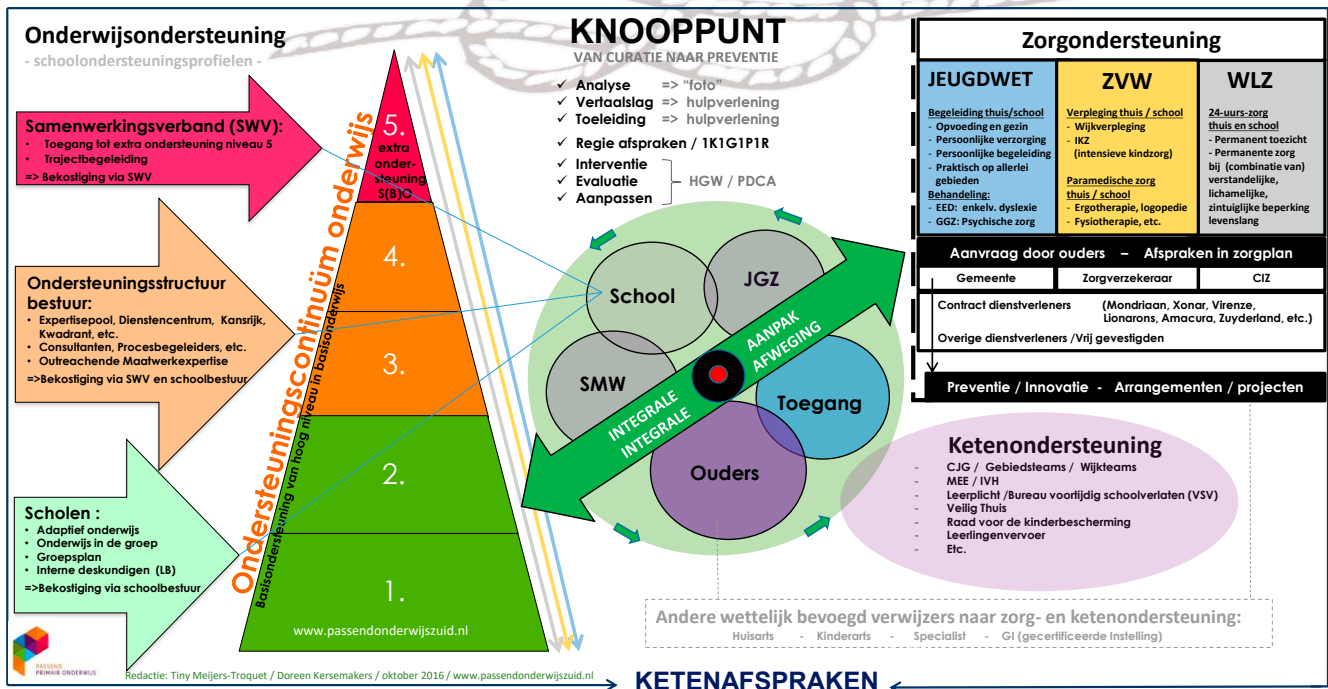 Onderwijsondersteuning
- schoolondersteuningsprofielen -
Samenwerkingsverband (SWV):
• Toegang tot extra ondersteuning niveau 5
• Trajectbegeleiding
=> Bekostiging via SWV
Ondersteuningsstructuur
bestuur:
• Expertisepool, Dienstencentrum, Kansrijk,
Kwadrant, etc.
• Consultanten, Procesbegeleiders, etc.
• Outreachende Maatwerkexpertise
=>Bekostiging via SWV en schoolbestuur
Scholen :
• Adaptief onderwijs
• Onderwijs in de groep
• Groepsplan
• Interne deskundigen (LB)
=>Bekostiging via schoolbestuur
PASSEND
PRIMAIR ONDERWIJS
Ondersteuningscontinuüm onderwijs
Basisondersteuning van hoog niveau in basisonderwijs
5.
extra
onder-
steuning
S(B)O
4.
3.
2.
1.
www.passendonderwijszuid.nl
Redactie: Tiny Meijers-Troquet / Doreen Kersemakers / oktober 2016 / www.passendonderwijszuid.nl
KNOOPPUNT
VAN CURATIE NAAR PREVENTIE
✓ Analyse => "foto"
✓ Vertaalslag => hulpverlening
✓ Toeleiding => hulpverlening
✓ Regie afspraken / 1K1G1P1R
✓ Interventie
✓ Evaluatie
✓ Aanpassen
HGW / PDCA
School
JGZ
SMW
Toegang
Ouders
AANPAK
AFWEGING
INTEGRALE
INTEGRALE
Zorgondersteuning
JEUGDWET
Begeleiding thuis/school
- Opvoeding en gezin
- Persoonlijke verzorging
- Persoonlijke begeleiding
- Praktisch op allerlei
gebieden
Behandeling:
- EED: enkelv. dyslexie
- GGZ: Psychische zorg
ZVW
Verpleging thuis / school
- Wijkverpleging
- IKZ
(intensieve kindzorg)
Paramedische zorg
thuis / school
- Ergotherapie, logopedie
- Fysiotherapie, etc.
WLZ
24-uurs-zorg
thuis en school
- Permanent toezicht
- Permanente zorg
bij (combinatie van)
verstandelijke,
lichamelijke,
zintuiglijke beperking
levenslang
Aanvraag door ouders – Afspraken in zorgplan
Gemeente
Zorgverzekeraar
CIZ
Contract dienstverleners (Mondriaan, Xonar, Virenze,
Lionarons, Amacura, Zuyderland, etc.)
Overige dienstverleners /Vrij gevestigden
Preventie / Innovatie - Arrangementen / projecten
Ketenondersteuning
- CJG / Gebiedsteams / Wijkteams
- MEE / IVH
- Leerplicht /Bureau voortijdig schoolverlaten (VSV)
- Veilig Thuis
- Raad voor de kinderbescherming
- Leerlingenvervoer
- Etc.
Andere wettelijk bevoegd verwijzers naar zorg- en ketenondersteuning:
Huisarts - Kinderarts - Specialist - GI (gecertificeerde Instelling)
KETENAFSPRAKEN